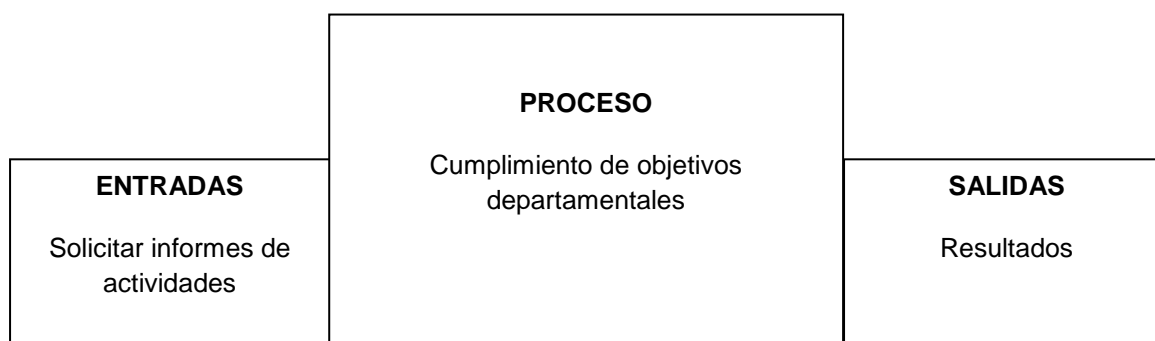 PROCESO
Cumplimiento de objetivos
departamentales
ENTRADAS
Solicitar informes de
actividades
SALIDAS
Resultados